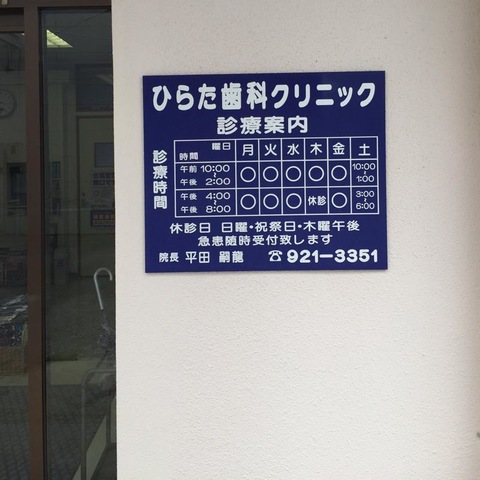 ひらた歯科クリニック
診療案内
診療時間
曜日 時間 月 火 水 木 金 土
午前 10:00 〜 午後 2:00 ○ ○ ○ ○ ○ 10:00 〜 1:00
午後 4:00 〜 午後 8:00 ○ ○ ○ 休診 ○ 3:00 〜 6:00
休診日 日曜・祝祭日・木曜午後
急患随時受付致します
院長 平田 嗣龍 ☎921-3351